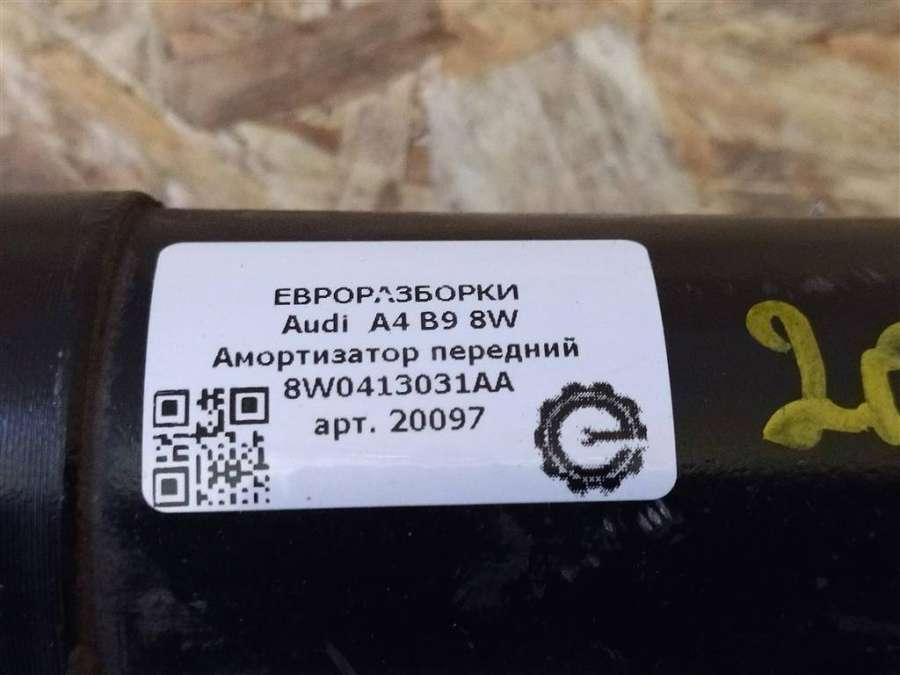 ЕВРОРАЗБОРКИ
Audi A4 B9 8W
Амортизатор передний
8W0413031AA
арт. 20097